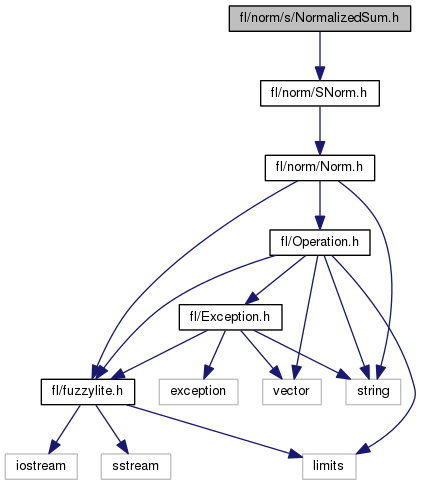 fl/norm/s/NormalizedSum.h
fl/norm/SNorm.h
fl/norm/Norm.h
fl/Operation.h
fl/Exception.h
fl/fuzzylite.h
exception
vector
string
iostream
sstream
limits